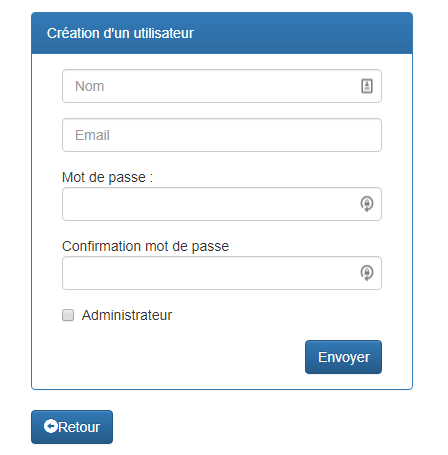 Création d'un utilisateur
Nom
Email
Mot de passe :
Confirmation mot de passe
Administrateur
Envoyer
Retour